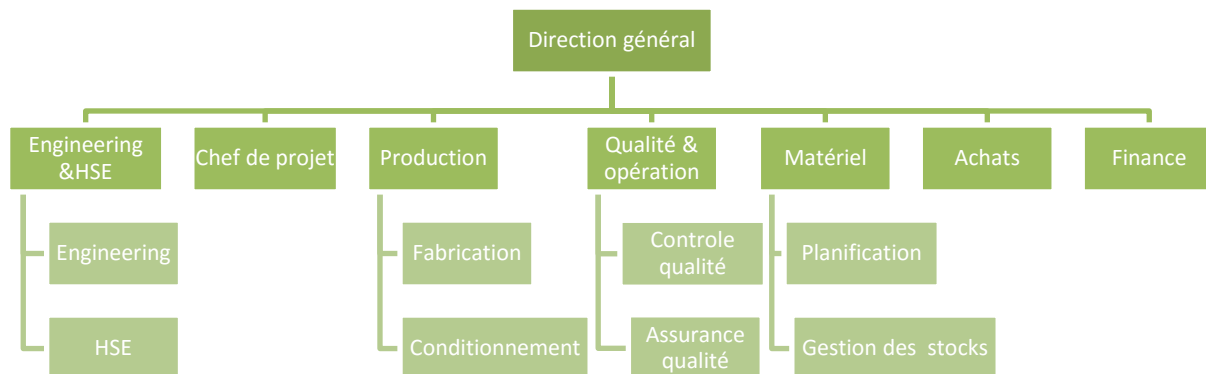 Direction général
Engineering
&HSE
Chef de projet
Production
Qualité &
opération
Matériel
Achats
Finance
Engineering
Fabrication
Controle
qualité
Planification
HSE
Conditionnement
Assurance
qualité
Gestion des  stocks